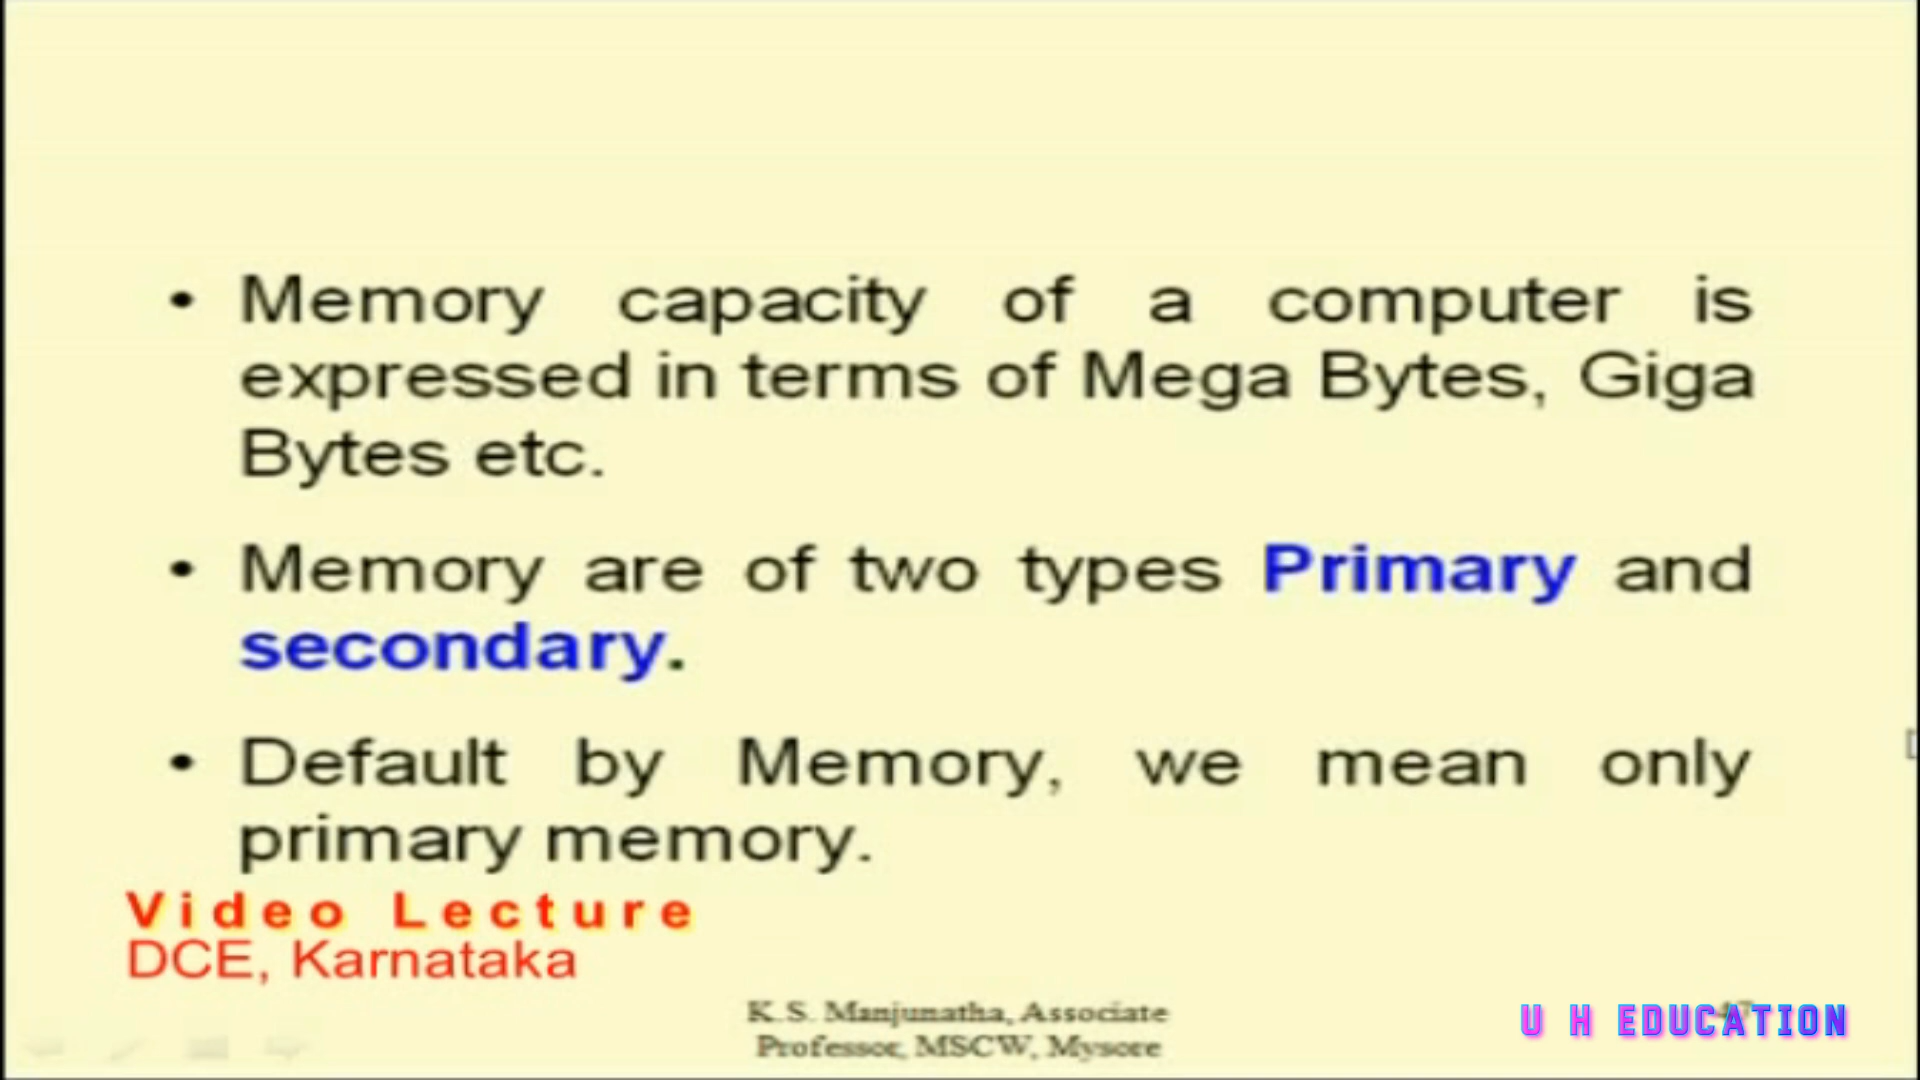 • Memory capacity of a computer is
expressed in terms of Mega Bytes, Giga
Bytes etc.
• Memory are of two types Primary and
secondary.
• Default by Memory, we mean only
primary memory.
Video Lecture
DCE, Karnataka
K.S. Manjunatha, Associate
Professor, MSCW, Mysore
U H EDUCATION